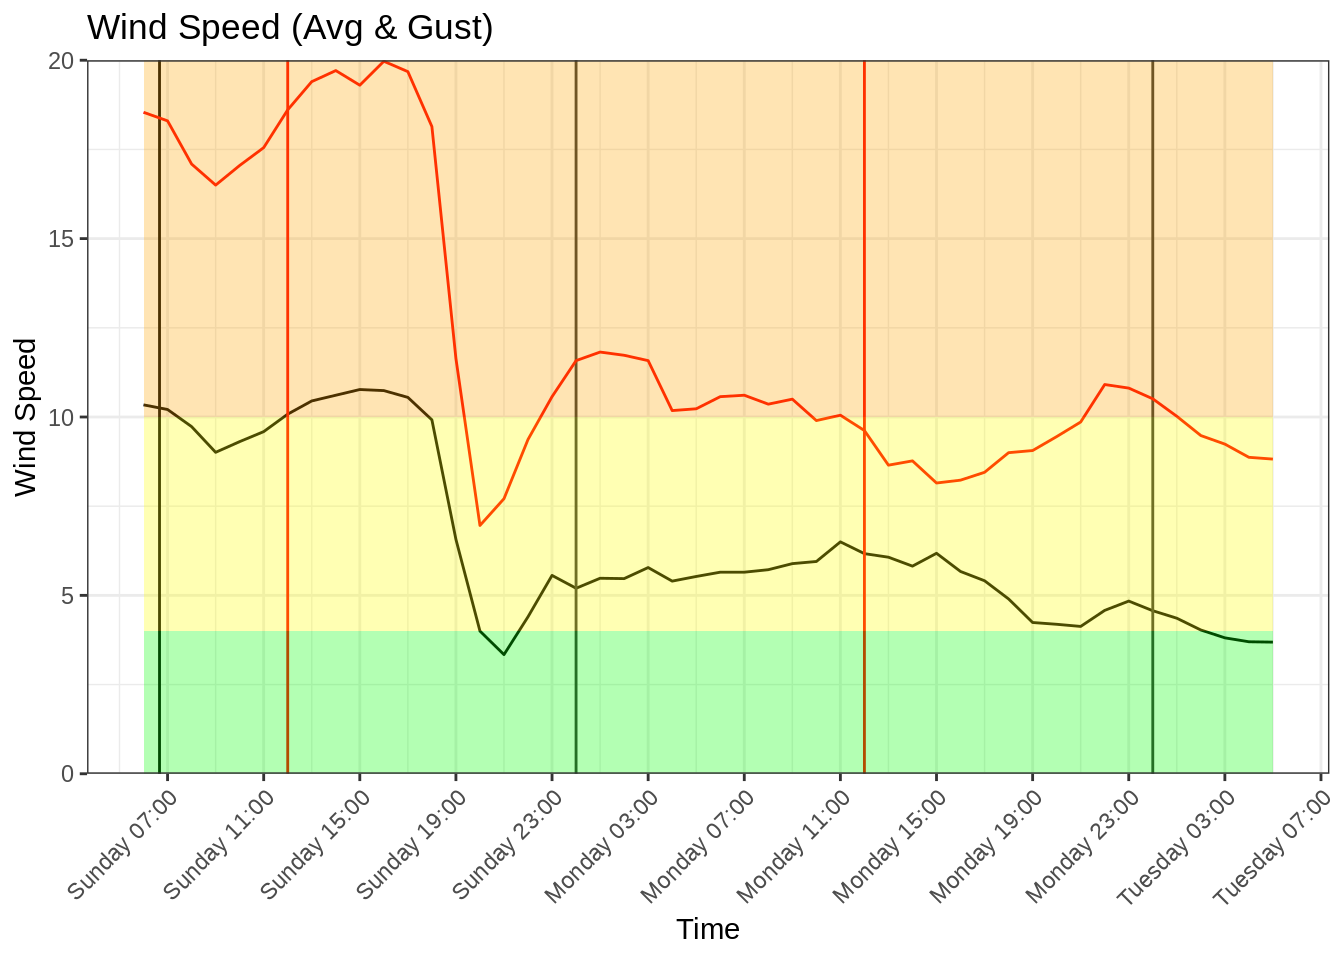 Wind Speed (Avg & Gust)
Wind Speed
20
15
10
5
0
Sunday 07:00
Sunday 11:00
Sunday 15:00
Sunday 19:00
Sunday 23:00
Monday 03:00
Monday 07:00
Monday 11:00
Monday 15:00
Monday 19:00
Monday 23:00
Tuesday 03:00
Tuesday 07:00
Time